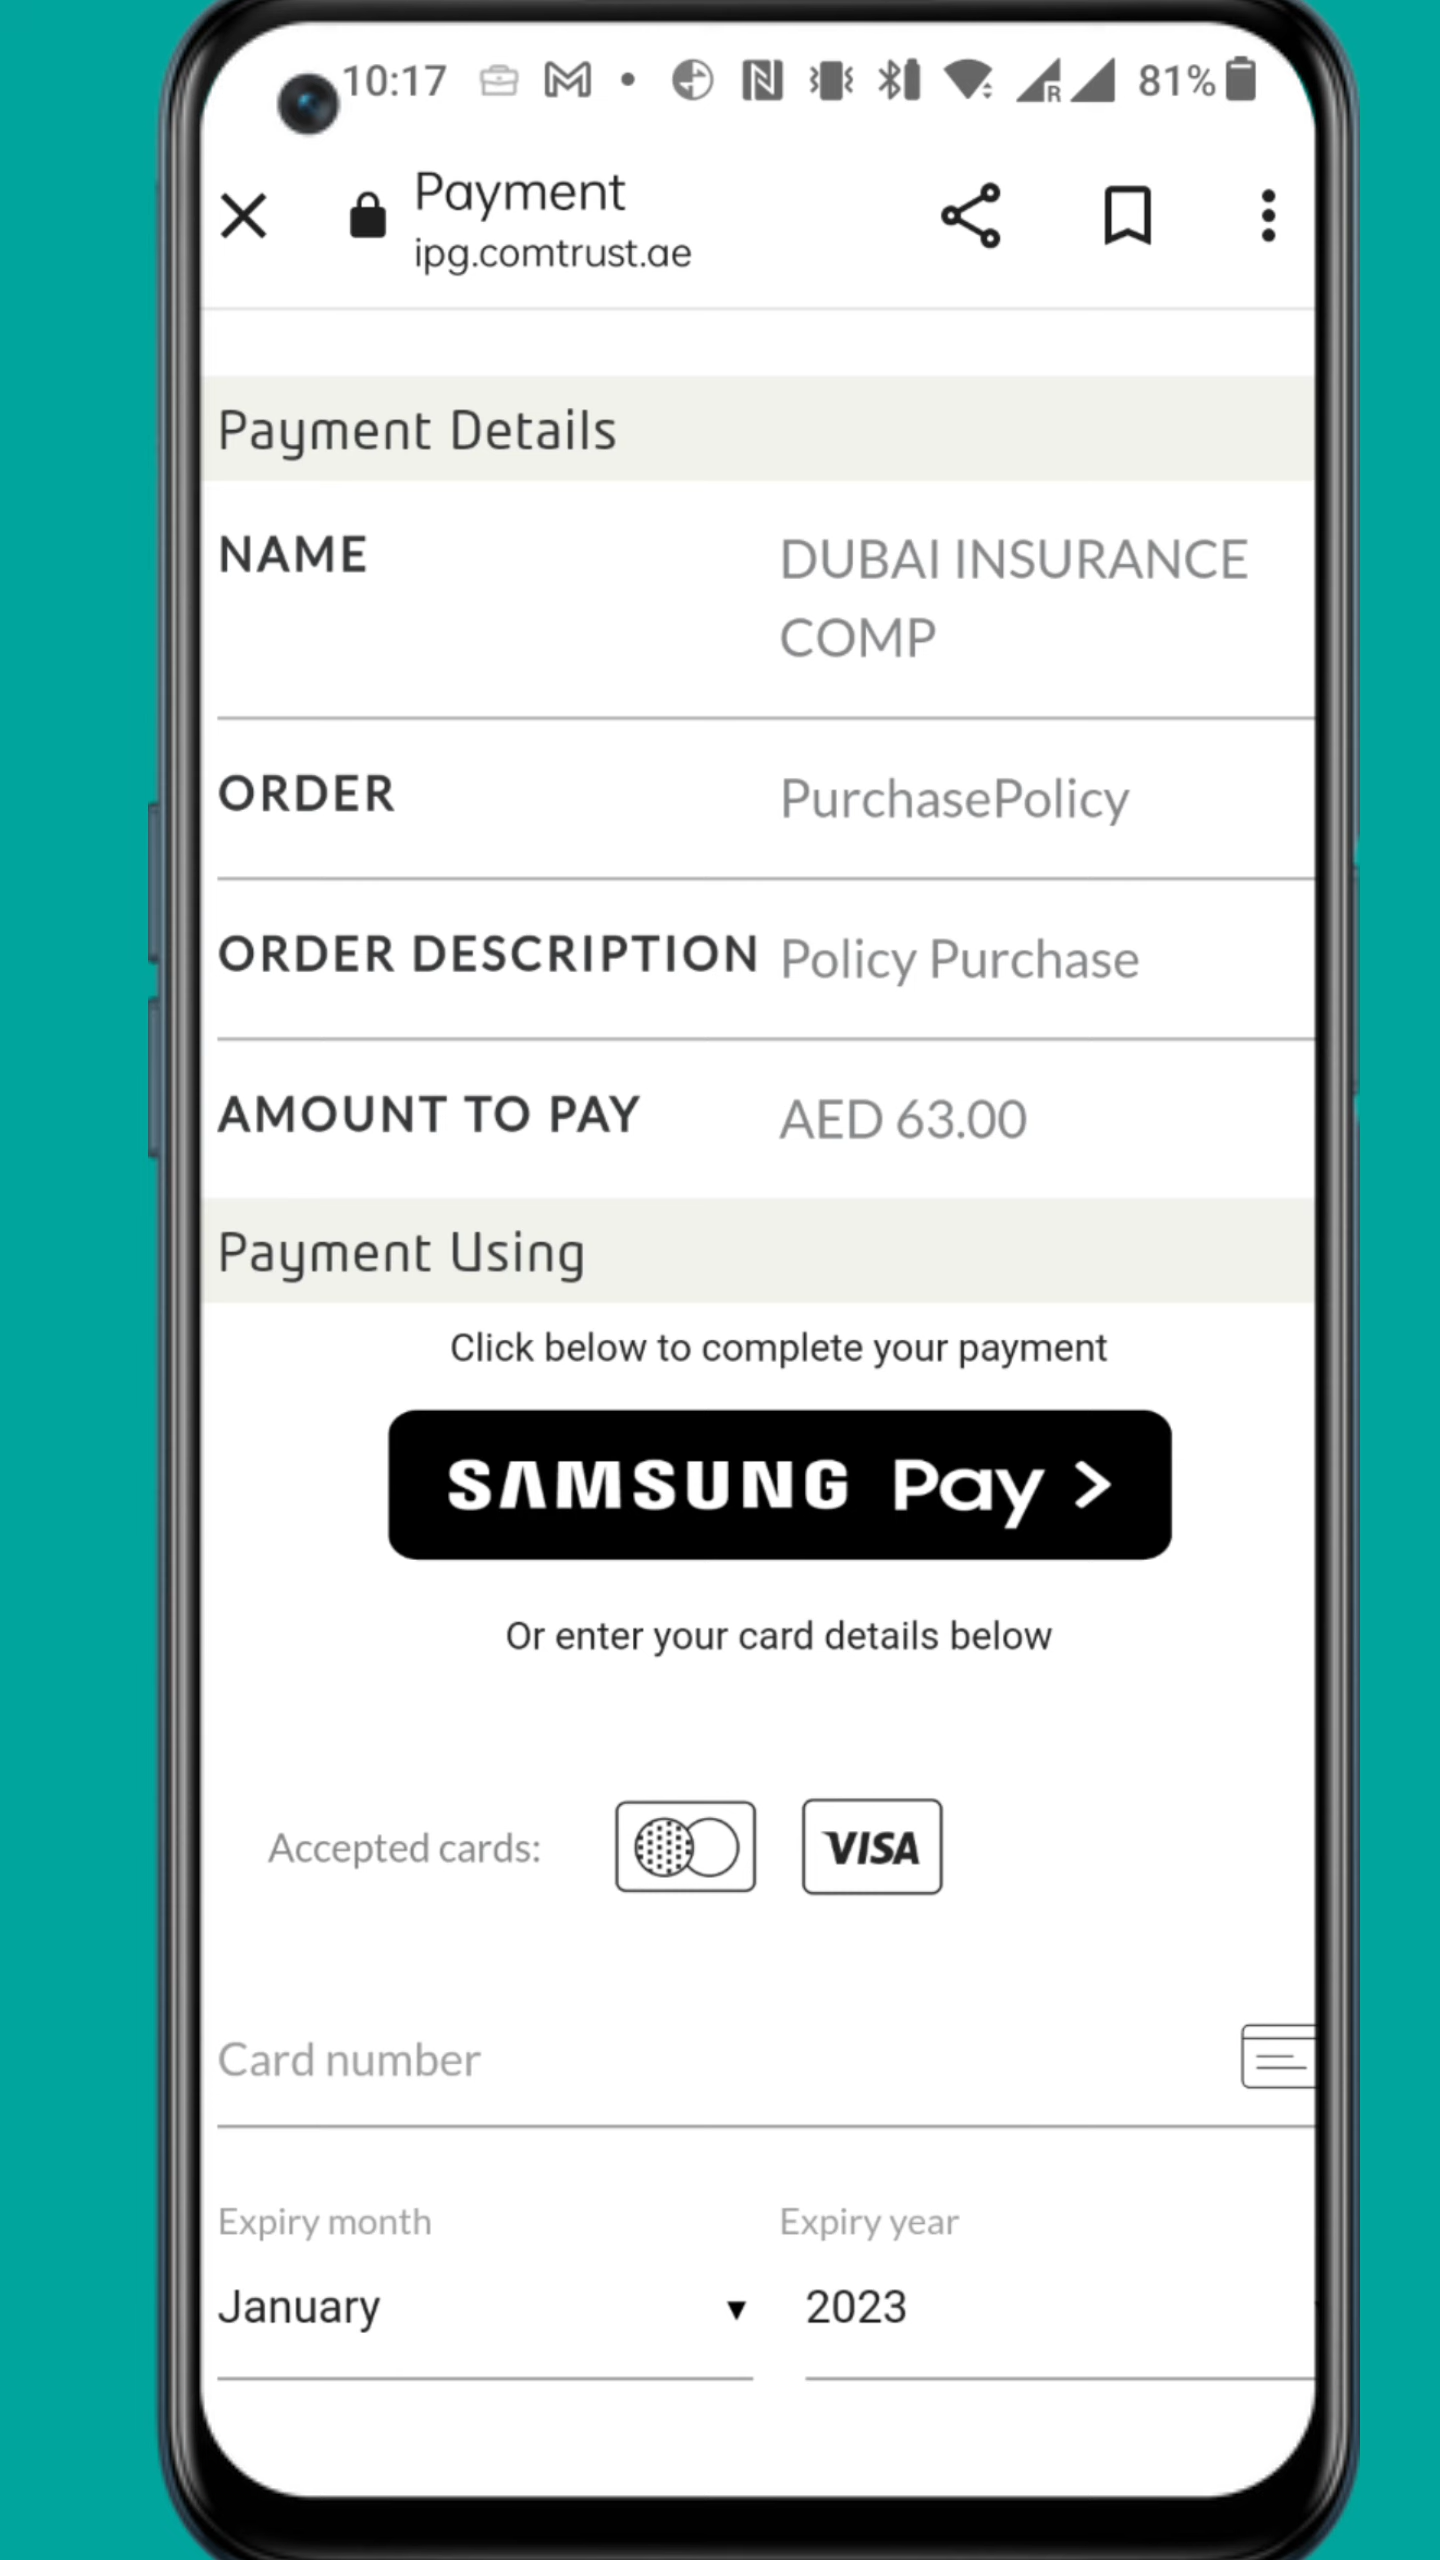 10:17
81%
Payment
ipg.comtrust.ae
Payment Details
NAME DUBAI INSURANCE
COMP
ORDER PurchasePolicy
ORDER DESCRIPTION Policy Purchase
AMOUNT TO PAY AED 63.00
Payment Using
Click below to complete your payment
SAMSUNG Pay >
Or enter your card details below
Accepted cards: VISA
Card number
Expiry month Expiry year
January 2023